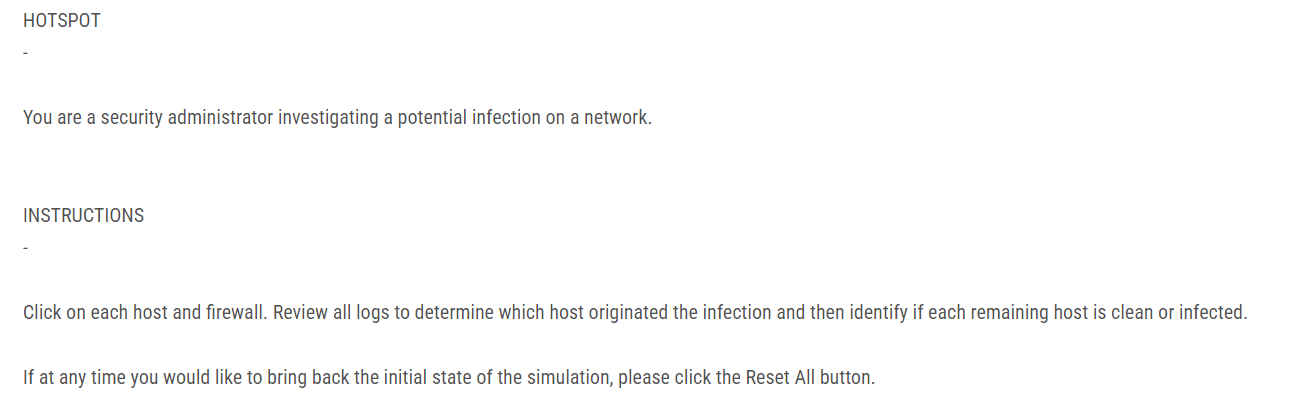 HOTSPOT
-
You are a security administrator investigating a potential infection on a network.
INSTRUCTIONS
-
Click on each host and firewall. Review all logs to determine which host originated the infection and then identify if each remaining host is clean or infected.
If at any time you would like to bring back the initial state of the simulation, please click the Reset All button.